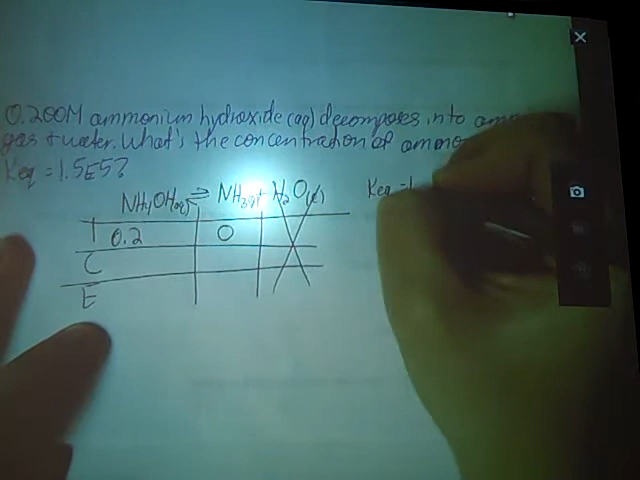 0.200M ammonium hydroxide (aq) decomposes into
gas + water. What's the concentration of
Keq = 1.5E5?
NH4OH(aq) ⇌ NH3(g) + H2O(l) Keq =
I 0.2 0
C
E